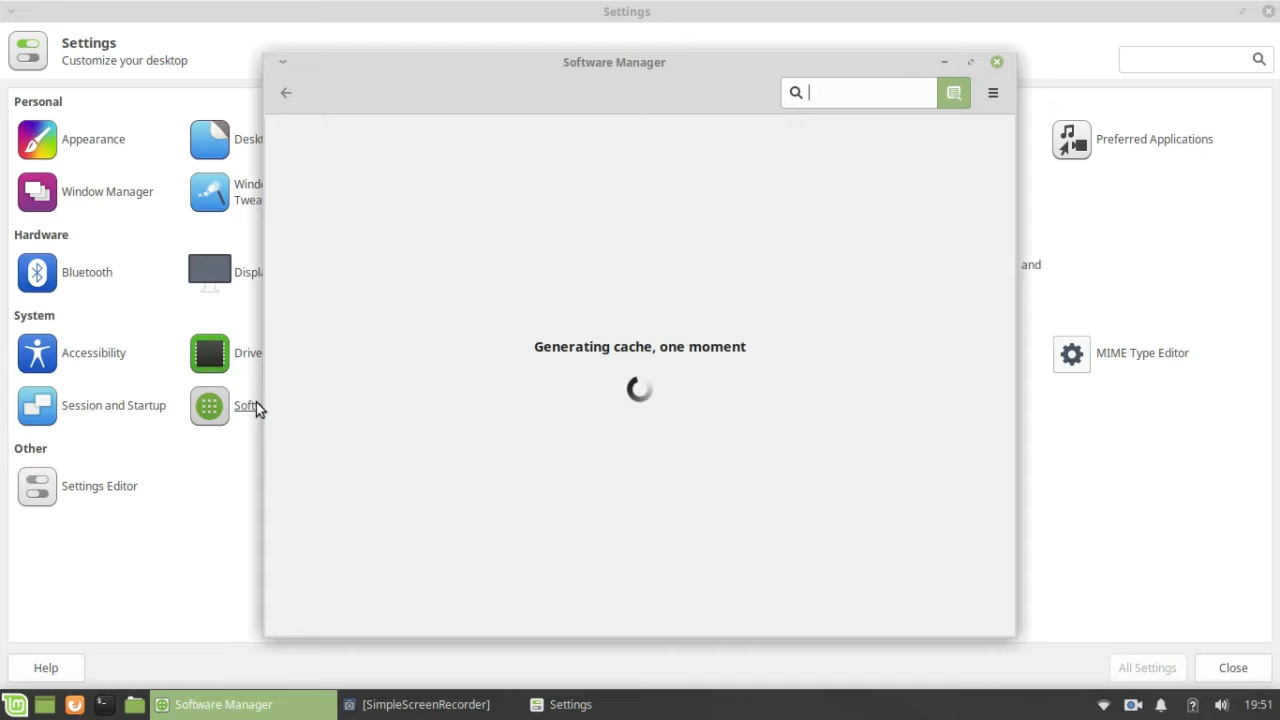 Settings
Settings
Customize your desktop
Software Manager
Personal
Appearance
Preferred Applications
Window Manager
Hardware
Bluetooth
and
System
Generating cache, one moment
Accessibility
MIME Type Editor
Session and Startup
Other
Settings Editor
Help
All Settings
Close
Software Manager
[SimpleScreenRecorder]
Settings
19:51